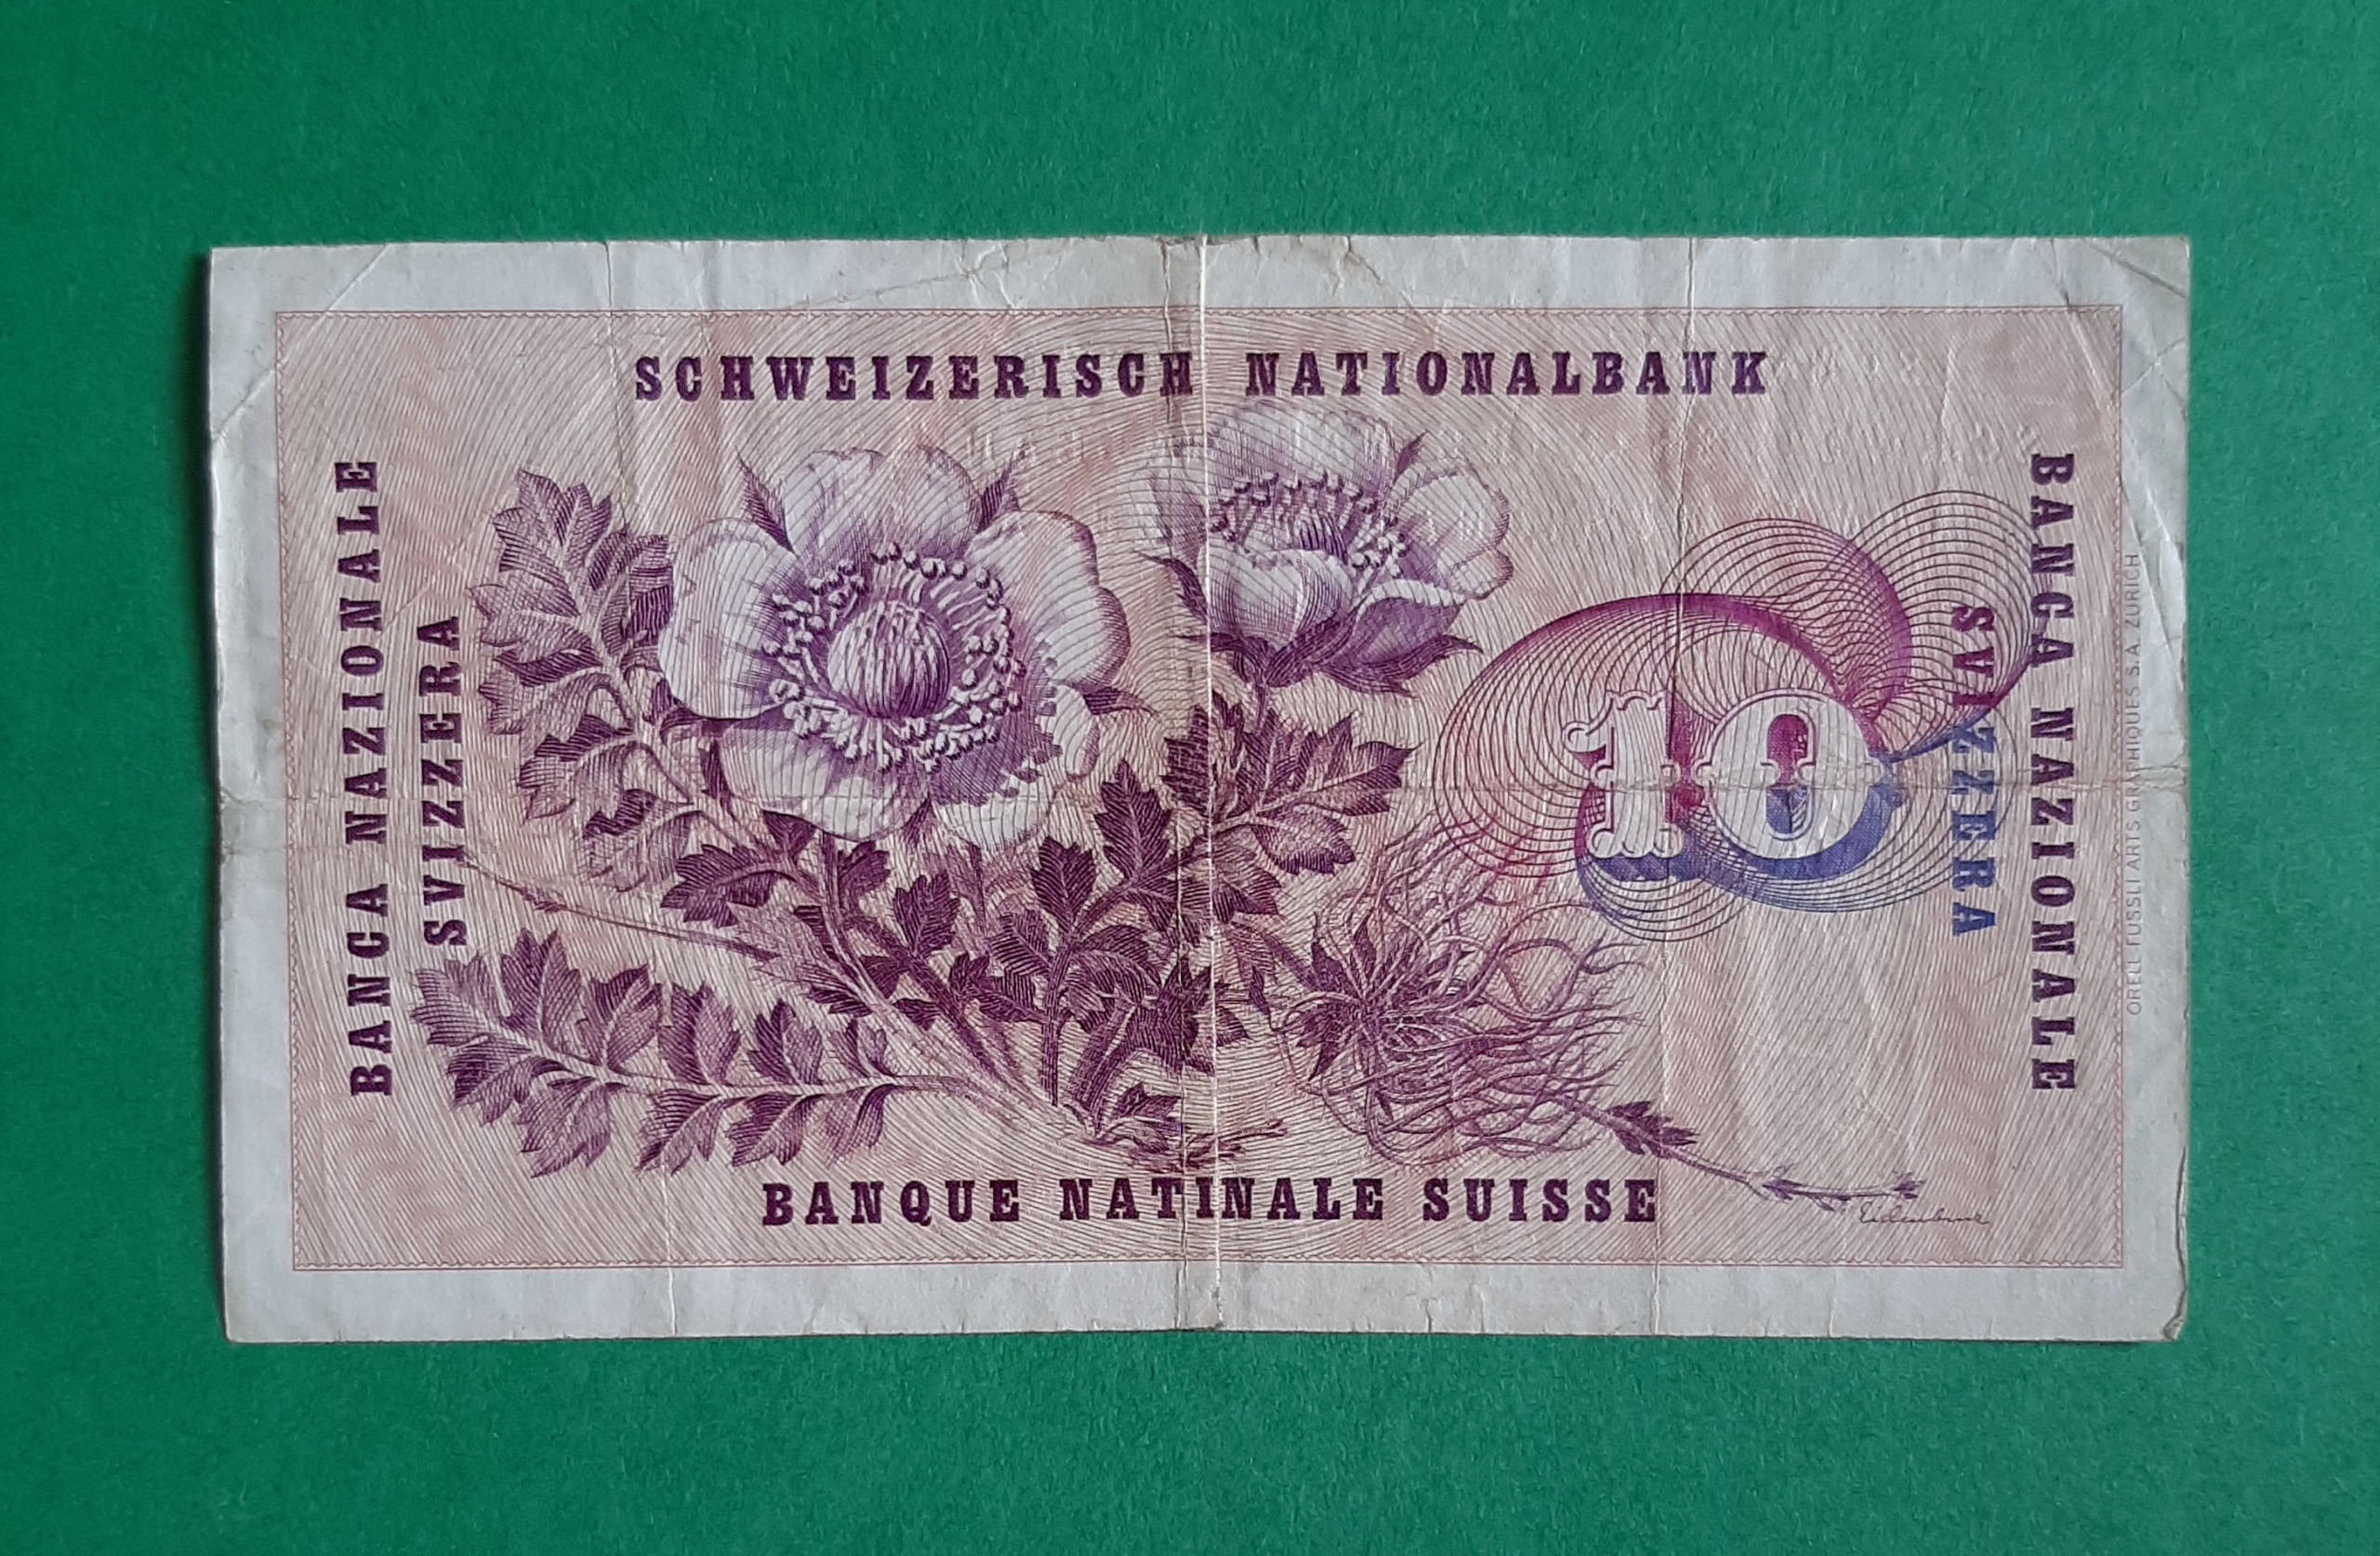 SCHWEIZERISCH NATIONALBANK
BANCA NAZIONALE
SVIZZERA
10
BANCA NAZIONALE
SVIZZERA
ORELL FÜSSLI ARTS GRAPHIQUES S.A. ZURICH
BANQUE NATINALE SUISSE